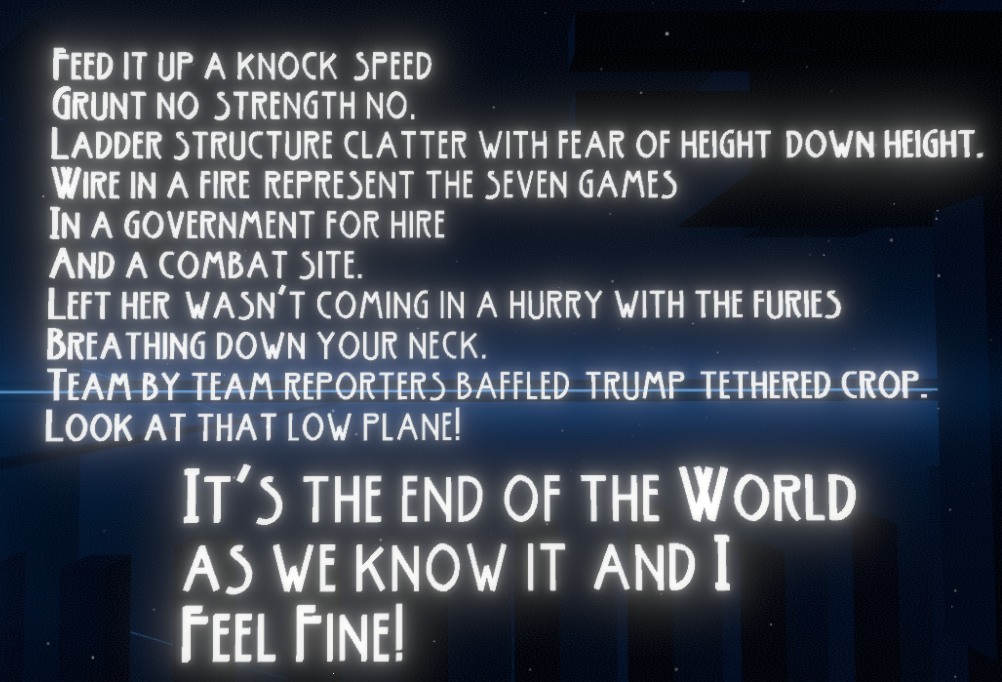 Feed it up a knock speed
Grunt no strength no.
Ladder structure clatter with fear of height down height.
Wire in a fire represent the seven games
In a government for hire
And a combat site.
Left her wasn't coming in a hurry with the furies
Breathing down your neck.
Team by team reporters baffled trump tethered crop.
Look at that low plane!
It's the end of the World
as we know it and I
Feel Fine!